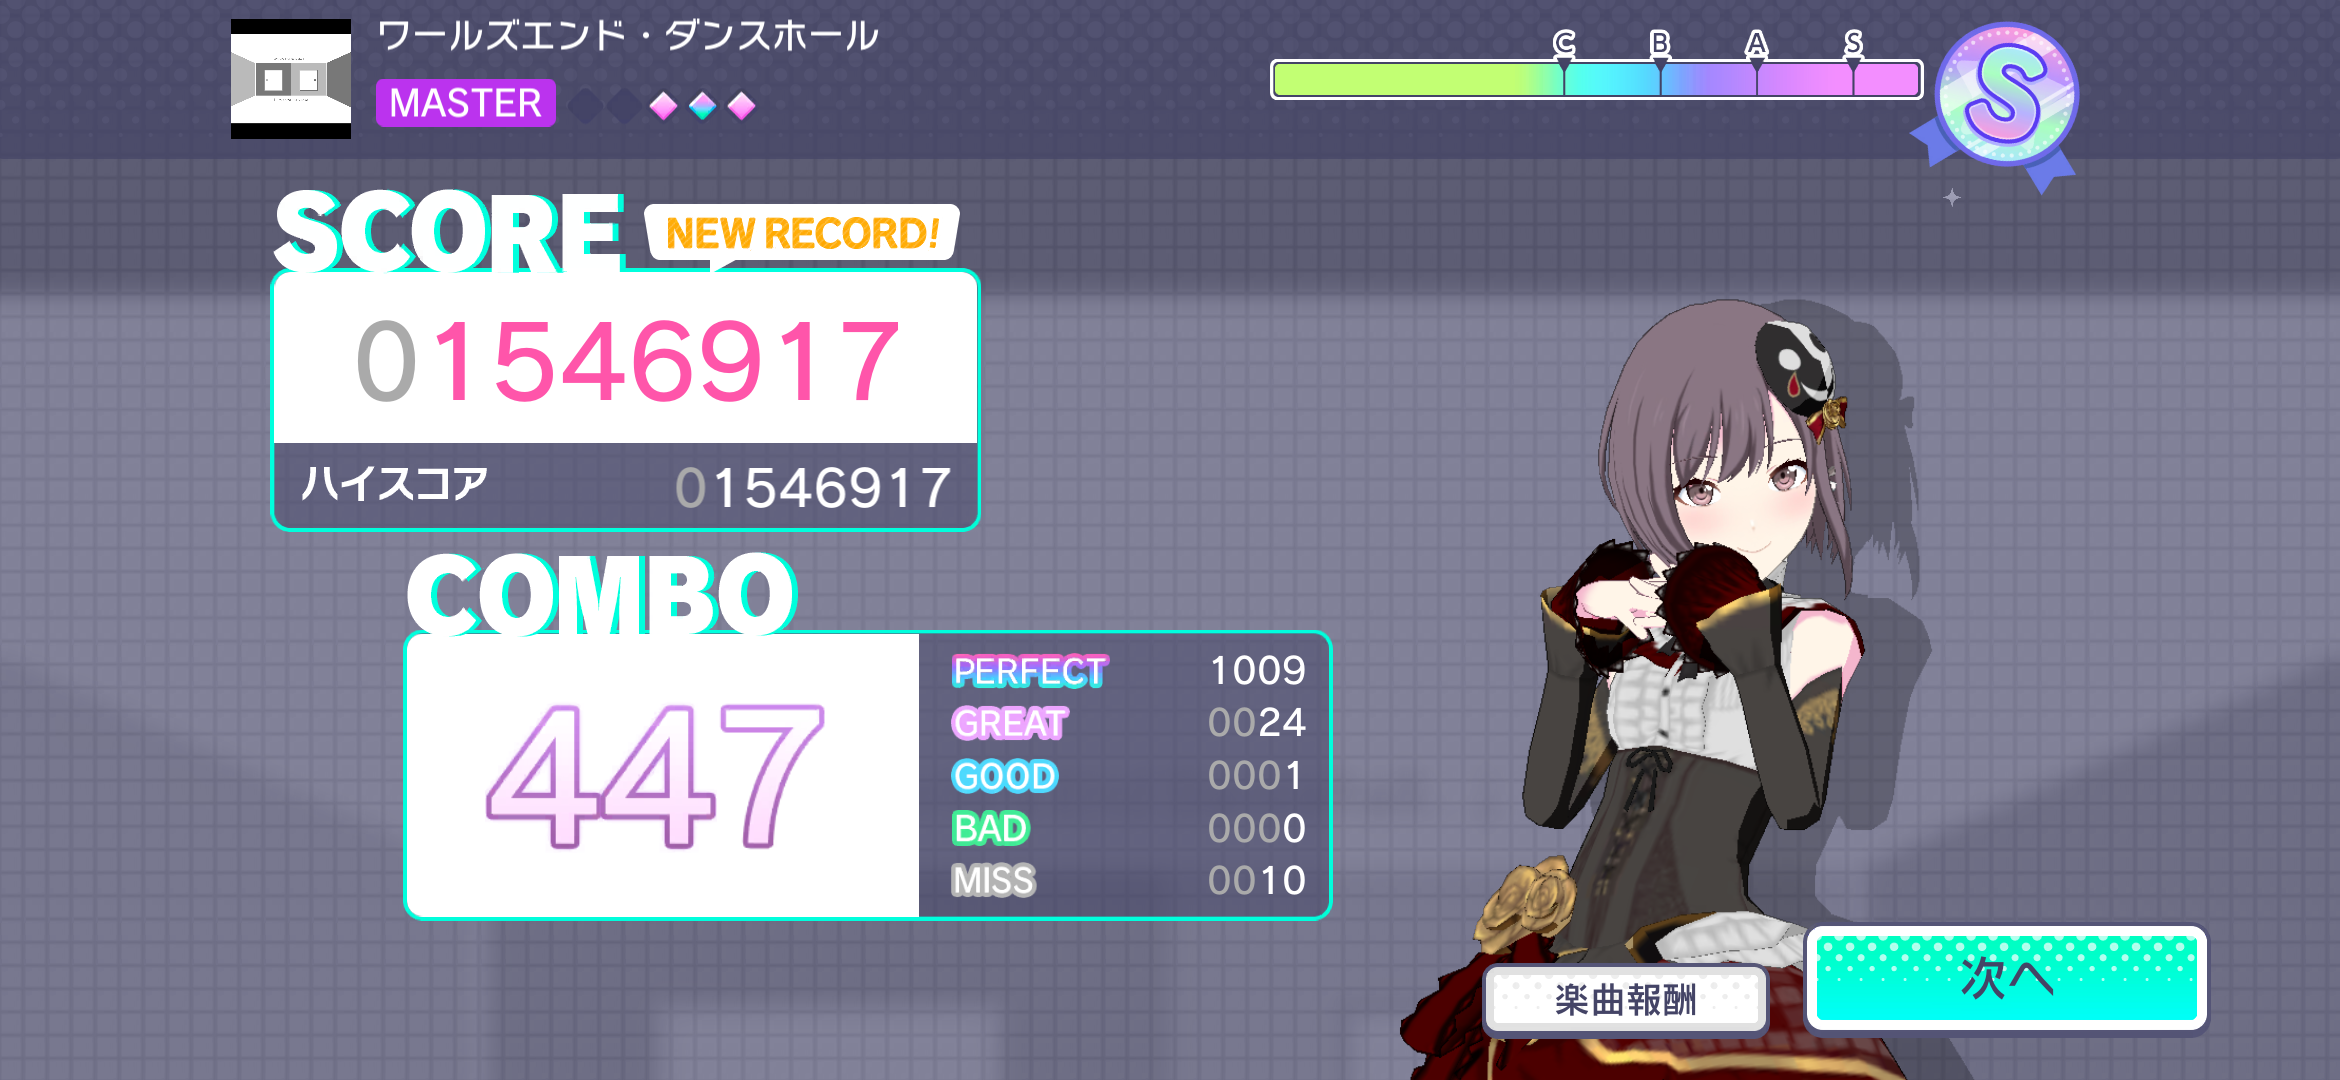 ワールズエンド・ダンスホール
MASTER
C B A S
S
SCORE
NEW RECORD!
01546917
ハイスコア 01546917
COMBO
447
PERFECT 1009
GREAT 0024
GOOD 0001
BAD 0000
MISS 0010
楽曲報酬
次へ